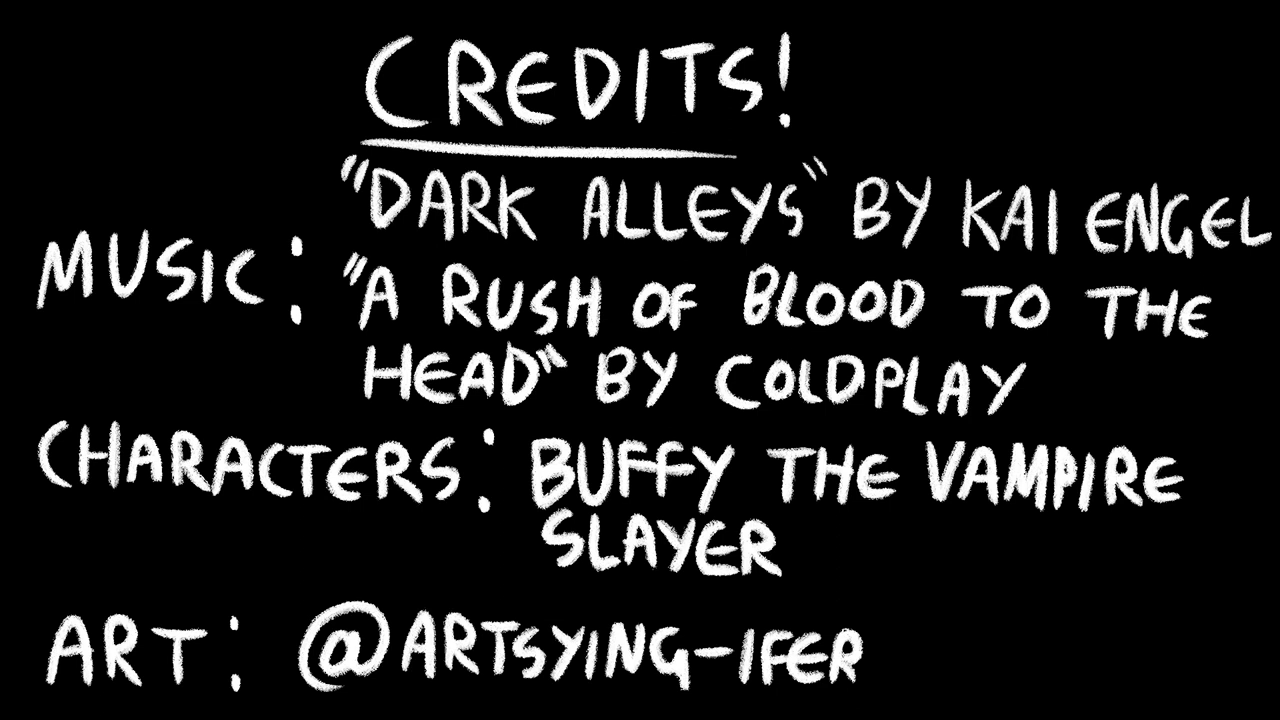 CREDITS!
"DARK ALLEYS" BY KAI ENGEL
MUSIC: "A RUSH OF BLOOD TO THE
HEAD" BY COLDPLAY
CHARACTERS: BUFFY THE VAMPIRE
SLAYER
ART: @ARTSYING-IFER